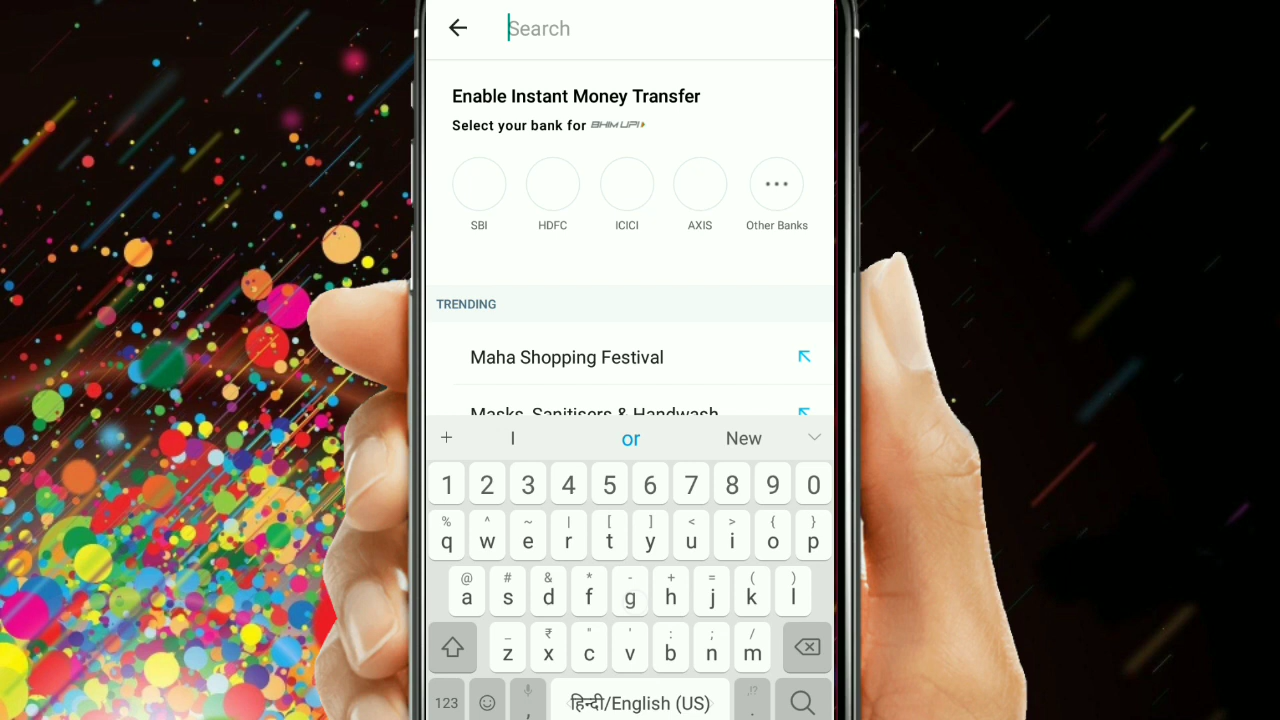 Search
Enable Instant Money Transfer
Select your bank for BHIM UPI
SBI HDFC ICICI AXIS Other Banks
TRENDING
Maha Shopping Festival
Masks, Sanitisers & Handwash
+ I or New
1 2 3 4 5 6 7 8 9 0
% ^ ~ | [ ] < > { }
q w e r t y u i o p
@ # & * - + = ( )
a s d f g h j k l
_ ₹ " ' : ; /
z x c v b n m
,!?
123 , हिन्दी/English (US) .